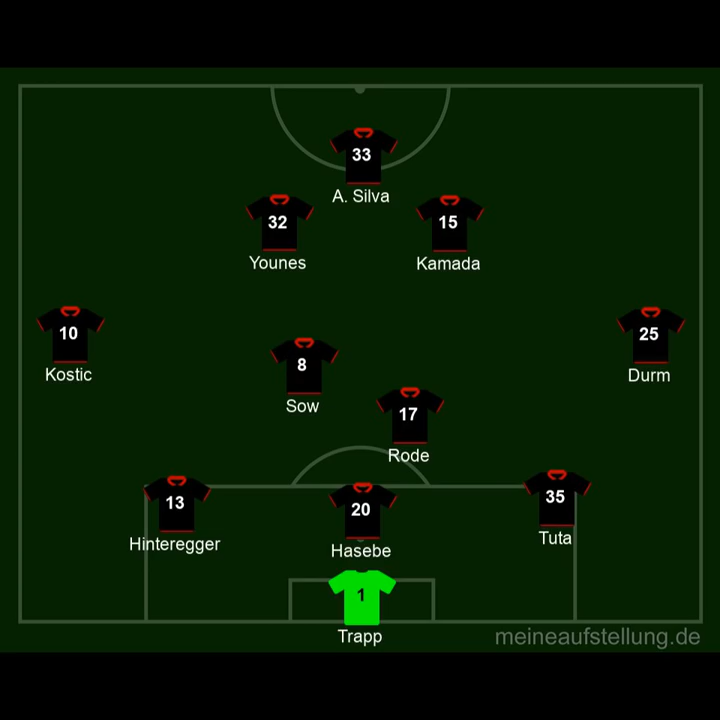 33
A. Silva
32
15
Younes
Kamada
10
25
8
Kostic
Durm
Sow
17
Rode
13
20
35
Hinteregger
Hasebe
Tuta
1
Trapp
meineaufstellung.de